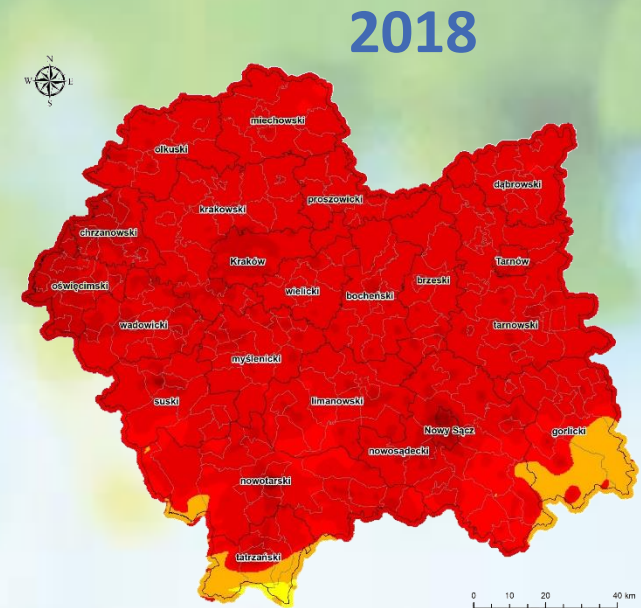 2018
N
W E
S
miechowski
olkuski
dąbrowski
proszowicki
krakowski
chrzanowski
Kraków
Tarnów
oświęcimski
wielicki
brzeski
bocheński
wadowicki
tarnowski
myślenicki
suski
limanowski
Nowy Sącz
gorlicki
nowosądecki
nowotarski
tatrzański
0 10 20 40 km